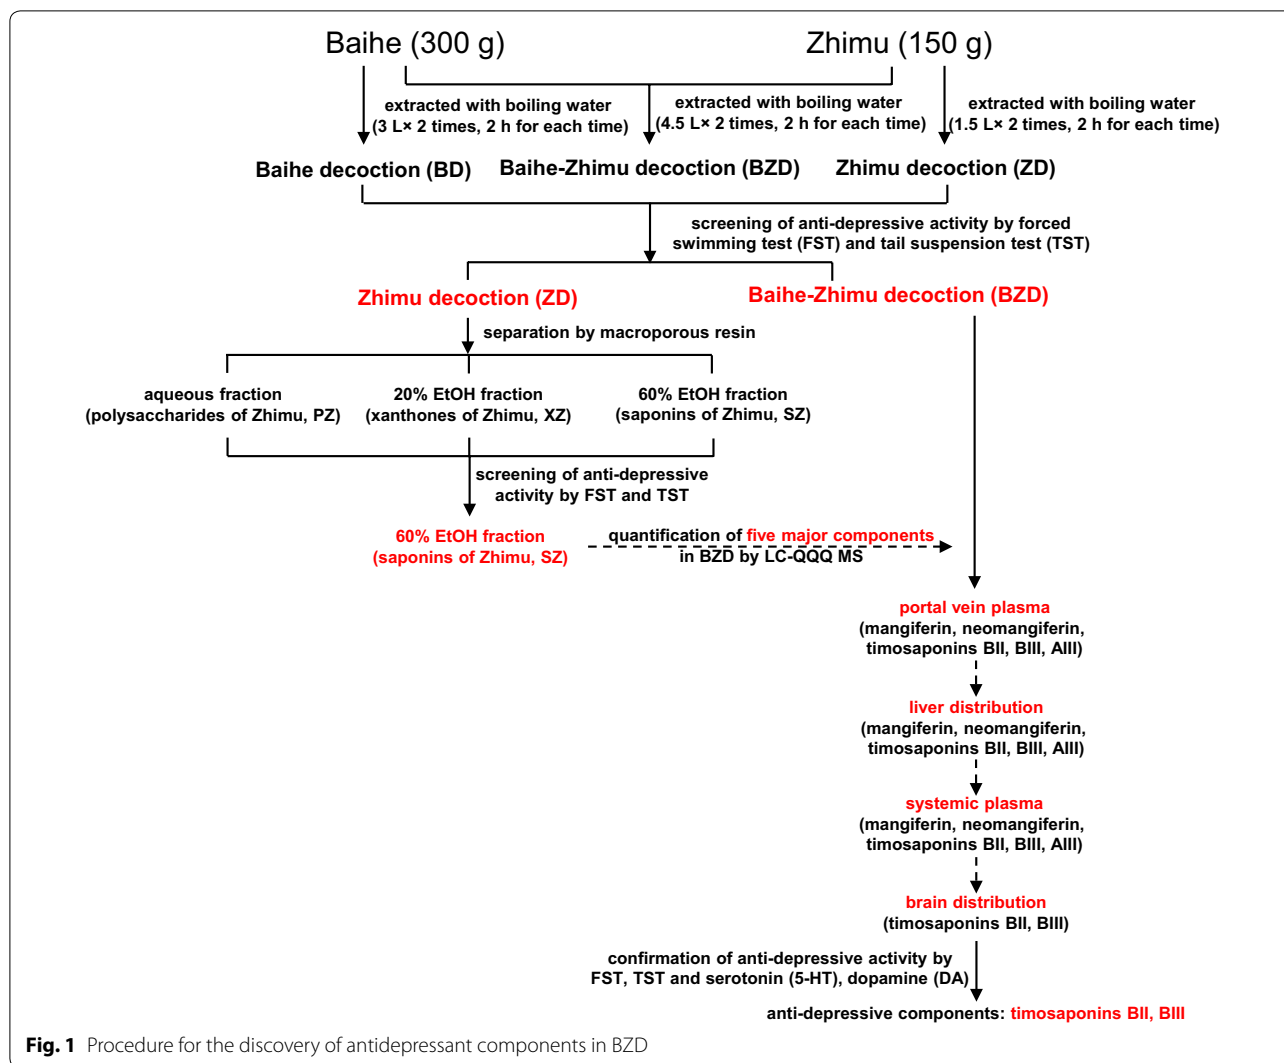 Baihe (300 g)
Zhimu (150 g)
extracted with boiling water
(3 L× 2 times, 2 h for each time)
extracted with boiling water
(4.5 L× 2 times, 2 h for each time)
extracted with boiling water
(1.5 L× 2 times, 2 h for each time)
Baihe decoction (BD)
Baihe-Zhimu decoction (BZD)
Zhimu decoction (ZD)
screening of anti-depressive activity by forced
swimming test (FST) and tail suspension test (TST)
Zhimu decoction (ZD)
Baihe-Zhimu decoction (BZD)
separation by macroporous resin
aqueous fraction
(polysaccharides of Zhimu, PZ)
20% EtOH fraction
(xanthones of Zhimu, XZ)
60% EtOH fraction
(saponins of Zhimu, SZ)
screening of anti-depressive
activity by FST and TST
60% EtOH fraction
(saponins of Zhimu, SZ)
quantification of five major components
in BZD by LC-QQQ MS
portal vein plasma
(mangiferin, neomangiferin,
timosaponins BII, BIII, AIII)
liver distribution
(mangiferin, neomangiferin,
timosaponins BII, BIII, AIII)
systemic plasma
(mangiferin, neomangiferin,
timosaponins BII, BIII, AIII)
brain distribution
(timosaponins BII, BIII)
confirmation of anti-depressive activity by
FST, TST and serotonin (5-HT), dopamine (DA)
anti-depressive components: timosaponins BII, BIII
Fig. 1 Procedure for the discovery of antidepressant components in BZD